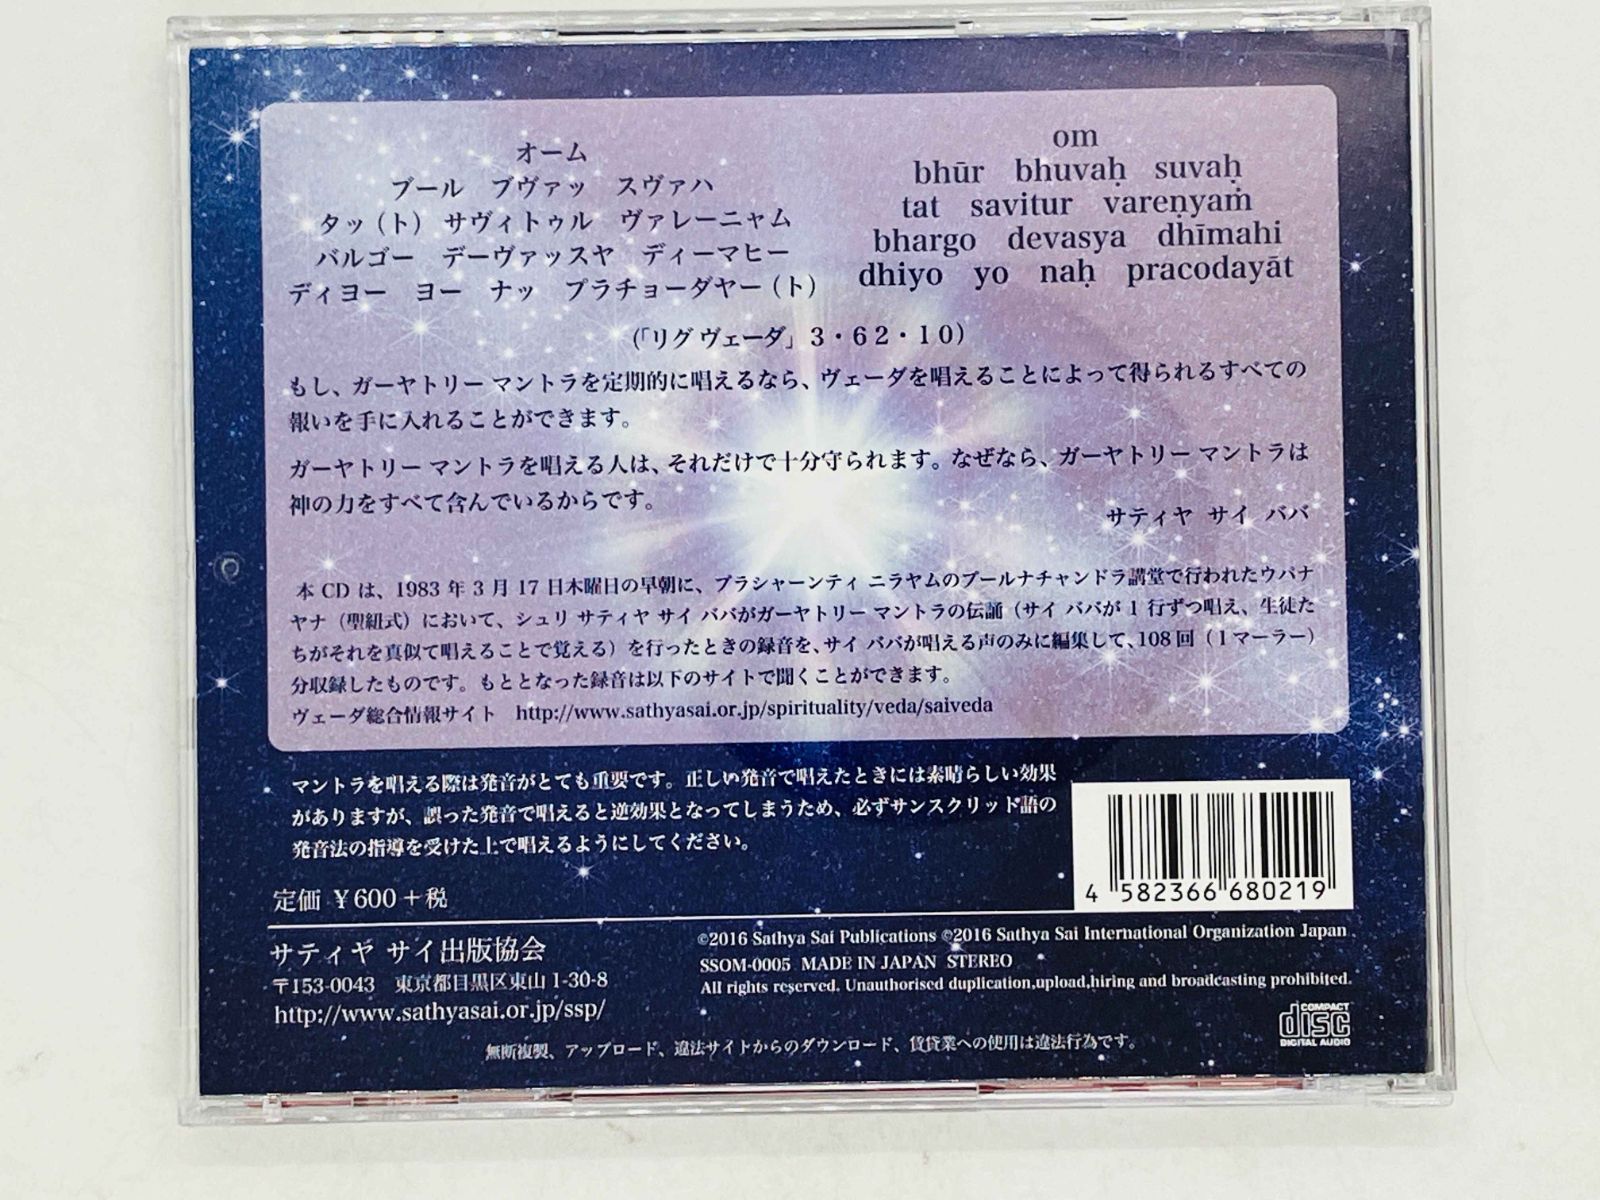 オーム
ブール ブヴァッ スヴァハ
タッ(ト) サヴィトゥル ヴァレーニャム
バルゴー デーヴァッスヤ ディーマヒー
ディヨー ヨー ナッ プラチョーダヤー(ト)
om
bhūr bhuvaḥ suvaḥ
tat savitur vareṇyaṁ
bhargo devasya dhīmahi
dhiyo yo naḥ pracodayāt
(「リグ ヴェーダ」3・62・10)
もし、ガーヤトリー マントラを定期的に唱えるなら、ヴェーダを唱えることによって得られるすべての
報いを手に入れることができます。
ガーヤトリー マントラを唱える人は、それだけで十分守られます。なぜなら、ガーヤトリー マントラは
神の力をすべて含んでいるからです。
サティヤ サイ ババ
本 CD は、1983 年 3 月 17 日木曜日の早朝に、プラシャーンティ ニラヤムのプールナチャンドラ講堂で行われたウパナ
ヤナ(聖紐式)において、シュリ サティヤ サイ ババがガーヤトリー マントラの伝誦(サイ ババが 1 行ずつ唱え、生徒た
ちがそれを真似て唱えることで覚える)を行ったときの録音を、サイ ババが唱える声のみに編集して、108 回(1 マーラー)
分収録したものです。もととなった録音は以下のサイトで聞くことができます。
ヴェーダ総合情報サイト http://www.sathyasai.or.jp/spirituality/veda/saiveda
マントラを唱える際は発音がとても重要です。正しい発音で唱えたときには素晴らしい効果
がありますが、誤った発音で唱えると逆効果となってしまうため、必ずサンスクリット語の
発音法の指導を受けた上で唱えるようにしてください。
定価 ¥600＋税
4 582366 680219
サティヤ サイ出版協会
〒153-0043 東京都目黒区東山 1-30-8
http://www.sathyasai.or.jp/ssp/
©2016 Sathya Sai Publications ©2016 Sathya Sai International Organization Japan
SSOM-0005 MADE IN JAPAN STEREO
All rights reserved. Unauthorised duplication,upload,hiring and broadcasting prohibited.
COMPACT
disc
DIGITAL AUDIO
無断複製、アップロード、違法サイトからのダウンロード、賃貸業への使用は違法行為です。